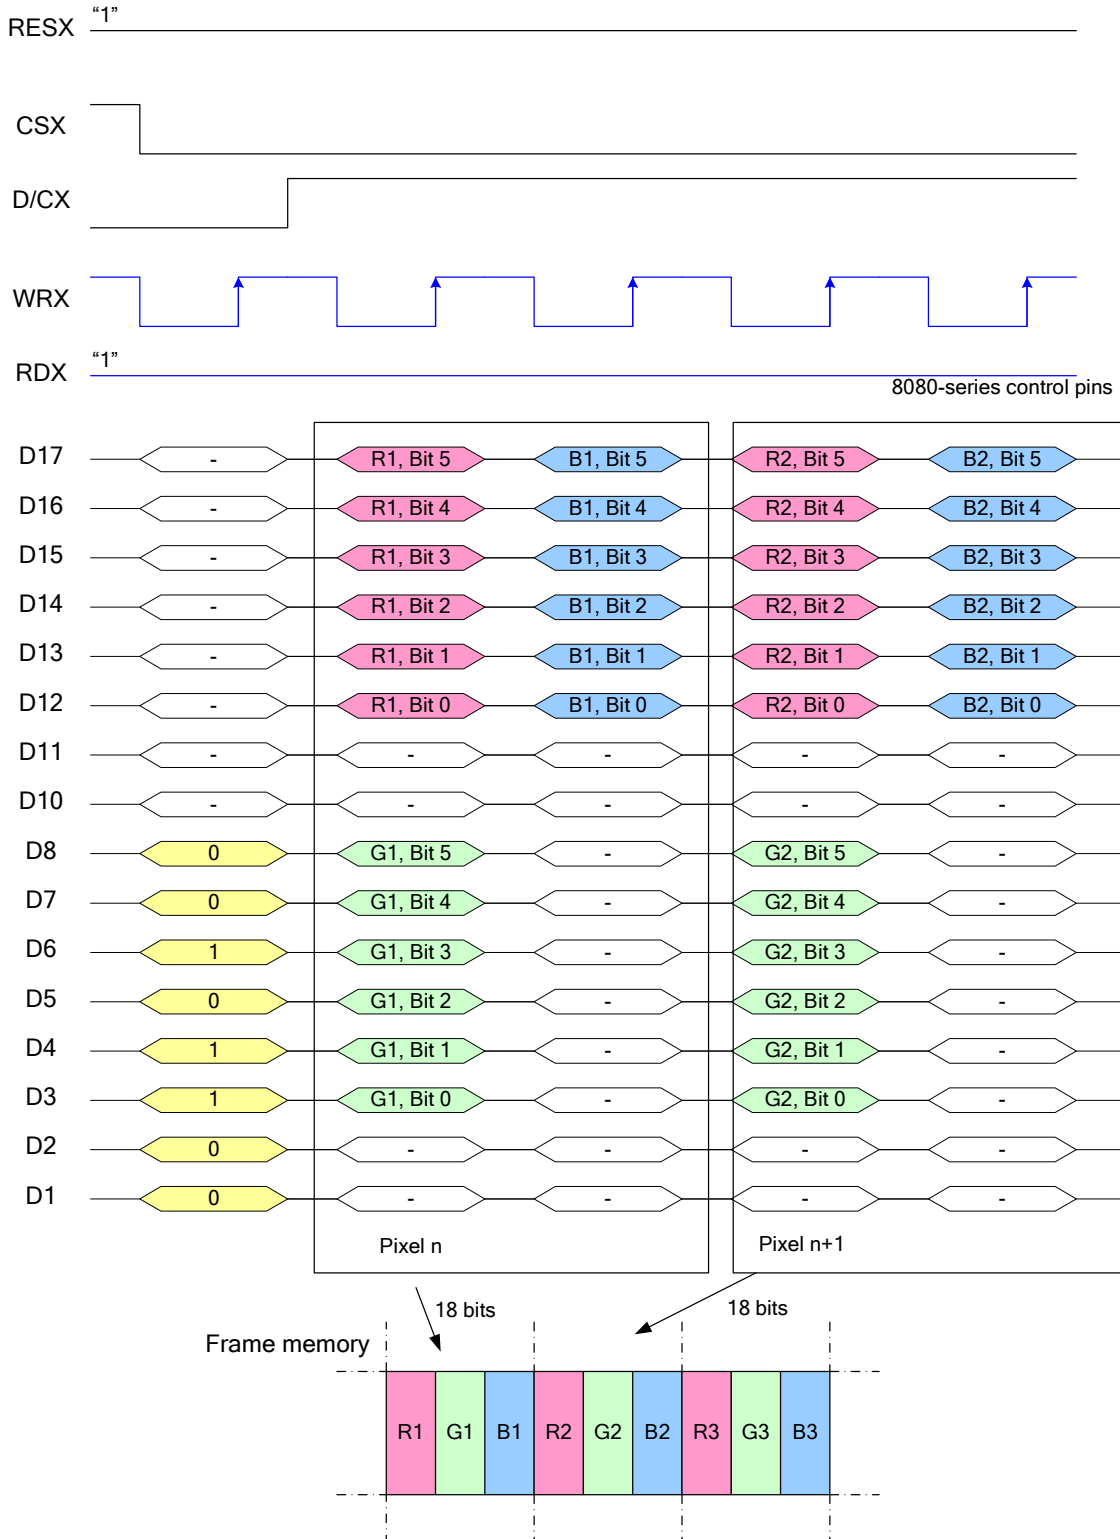 RESX “1”
CSX
D/CX
WRX
RDX “1”
8080-series control pins
D17 - R1, Bit 5 B1, Bit 5 R2, Bit 5 B2, Bit 5
D16 - R1, Bit 4 B1, Bit 4 R2, Bit 4 B2, Bit 4
D15 - R1, Bit 3 B1, Bit 3 R2, Bit 3 B2, Bit 3
D14 - R1, Bit 2 B1, Bit 2 R2, Bit 2 B2, Bit 2
D13 - R1, Bit 1 B1, Bit 1 R2, Bit 1 B2, Bit 1
D12 - R1, Bit 0 B1, Bit 0 R2, Bit 0 B2, Bit 0
D11 - - - - -
D10 - - - - -
D8 0 G1, Bit 5 - G2, Bit 5 -
D7 0 G1, Bit 4 - G2, Bit 4 -
D6 1 G1, Bit 3 - G2, Bit 3 -
D5 0 G1, Bit 2 - G2, Bit 2 -
D4 1 G1, Bit 1 - G2, Bit 1 -
D3 1 G1, Bit 0 - G2, Bit 0 -
D2 0 - - - -
D1 0 - - - -
Pixel n Pixel n+1
18 bits 18 bits
Frame memory
R1 G1 B1 R2 G2 B2 R3 G3 B3